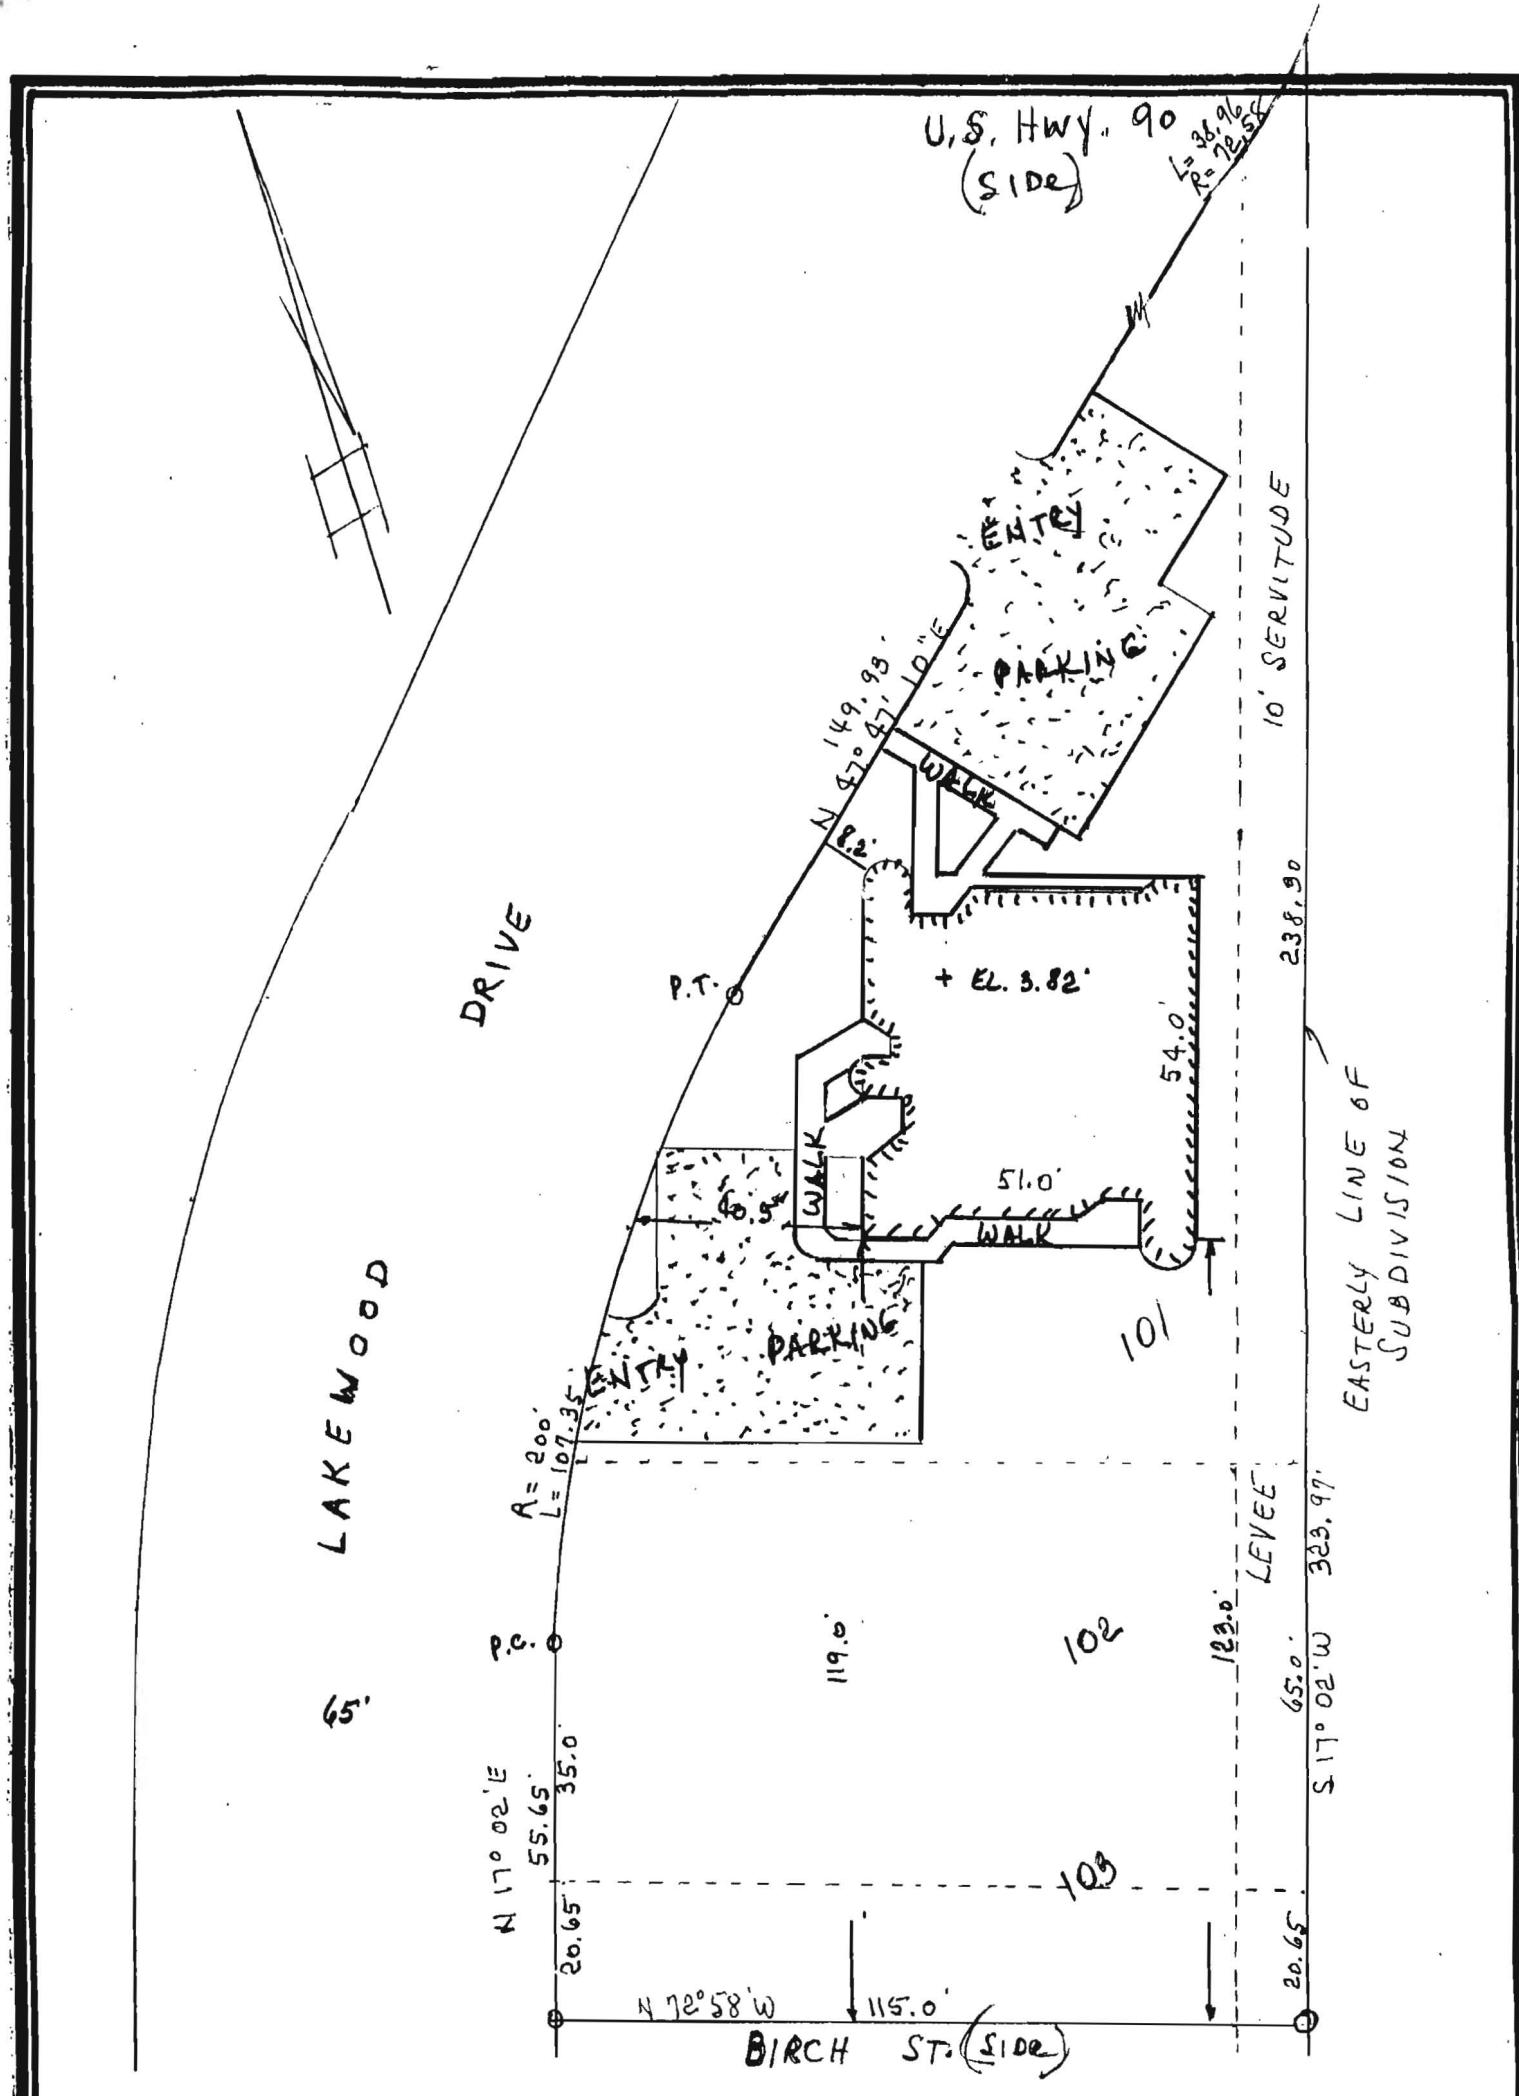 U.S. HWY. 90
(SIDE)
L= 38.96
R= 72.58
ENTRY
PARKING
WALK
10' SERVITUDE
149.93'
N 47° 47' 10" E
8.2'
P.T.
+ EL. 3.82'
54.0'
238.90
EASTERLY LINE OF
SUBDIVISION
LAKEWOOD DRIVE
WALK
51.0'
WALK
101
ENTRY
PARKING
R= 200'
L= 107.35
P.C.
65'
119.0'
102
123.0'
LEVEE
323.97'
65.0'
S 17° 02' W
N 17° 02' E
55.65'
35.0'
103
20.65'
20.65
N 72° 58' W
115.0'
BIRCH ST. (SIDE)